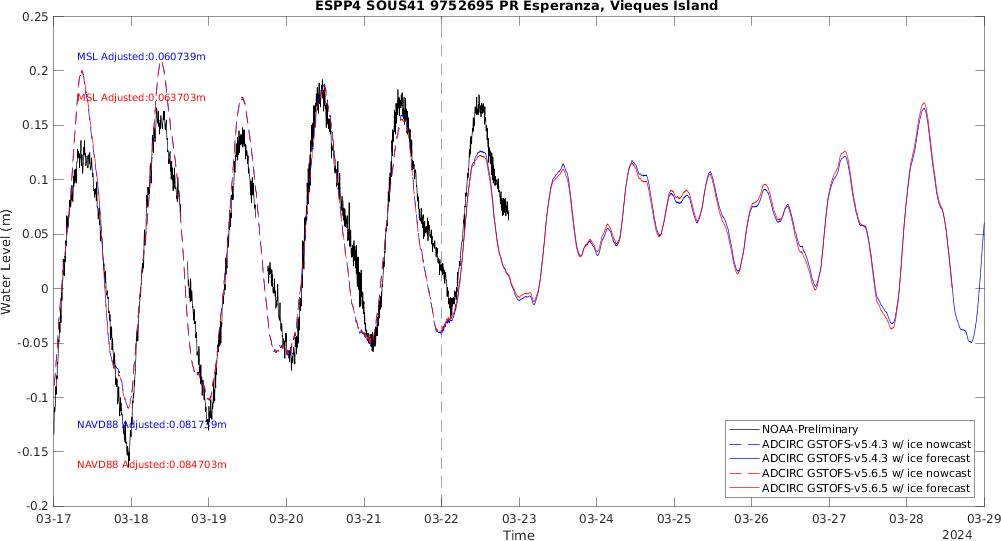 ESPP4 SOUS41 9752695 PR Esperanza, Vieques Island
0.25
0.2
0.15
0.1
0.05
0
-0.05
-0.1
-0.15
-0.2
Water Level (m)
MSL Adjusted:0.060739m
MSL Adjusted:0.063703m
NAVD88 Adjusted:0.081739m
NAVD88 Adjusted:0.084703m
NOAA-Preliminary
ADCIRC GSTOFS-v5.4.3 w/ ice nowcast
ADCIRC GSTOFS-v5.4.3 w/ ice forecast
ADCIRC GSTOFS-v5.6.5 w/ ice nowcast
ADCIRC GSTOFS-v5.6.5 w/ ice forecast
03-17 03-18 03-19 03-20 03-21 03-22 03-23 03-24 03-25 03-26 03-27 03-28 03-29
Time
2024